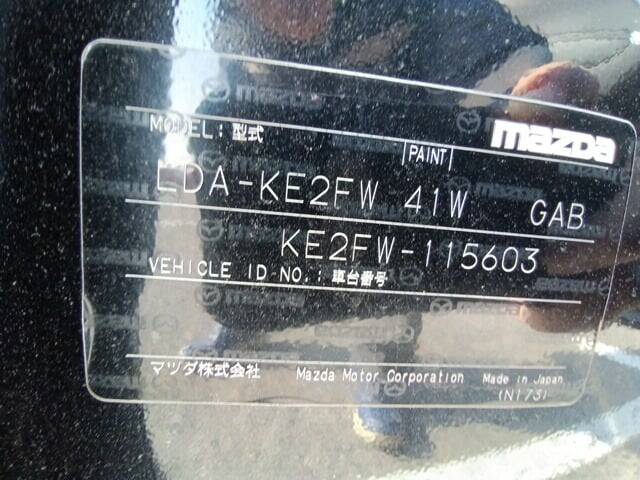 MODEL: 型式
PAINT
mazda
LDA-KE2FW 41W GAB
KE2FW-115603
VEHICLE ID NO.: 車台番号
マツダ株式会社 Mazda Motor Corporation Made in Japan
(N173)